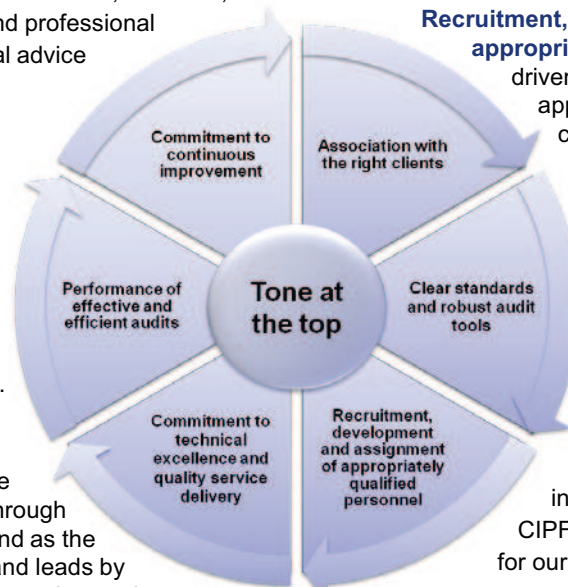 nd professional
al advice
Recruitment,
appropri
driver
app
Commitment to
continuous
improvement
Association with
the right clients
Performance of
effective and
efficient audits
Tone at
the top
Clear standards
and robust audit
tools
Commitment to
technical
excellence and
quality service
delivery
Recruitment,
development
and assignment
of appropriately
qualified
personnel
hrough
nd as the
and leads by
in
CIPF
for our